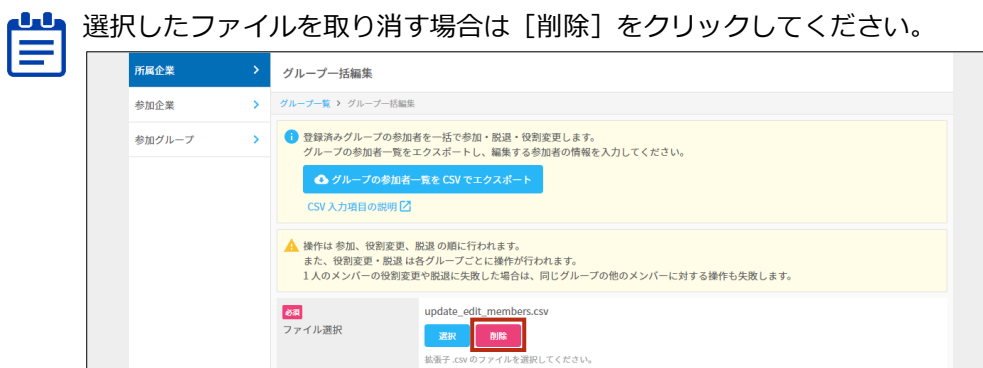 選択したファイルを取り消す場合は［削除］をクリックしてください。
所属企業
参加企業
参加グループ
グループ一括編集
グループ一覧 > グループ一括編集
登録済みグループの参加者を一括で参加・脱退・役割変更します。
グループの参加者一覧をエクスポートし、編集する参加者の情報を入力してください。
グループの参加者一覧を CSV でエクスポート
CSV 入力項目の説明
操作は 参加、役割変更、脱退 の順に行われます。
また、役割変更・脱退 は各グループごとに操作が行われます。
1 人のメンバーの役割変更や脱退に失敗した場合は、同じグループの他のメンバーに対する操作も失敗します。
必須
ファイル選択
update_edit_members.csv
選択 削除
拡張子 .csv のファイルを選択してください。